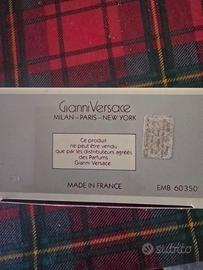 Gianni Versace
MILAN – PARIS – NEW YORK
Ce produit
ne peut être vendu
que par les distributeurs agréés
des Parfums
Gianni Versace
MADE IN FRANCE
EMB 60350
subito